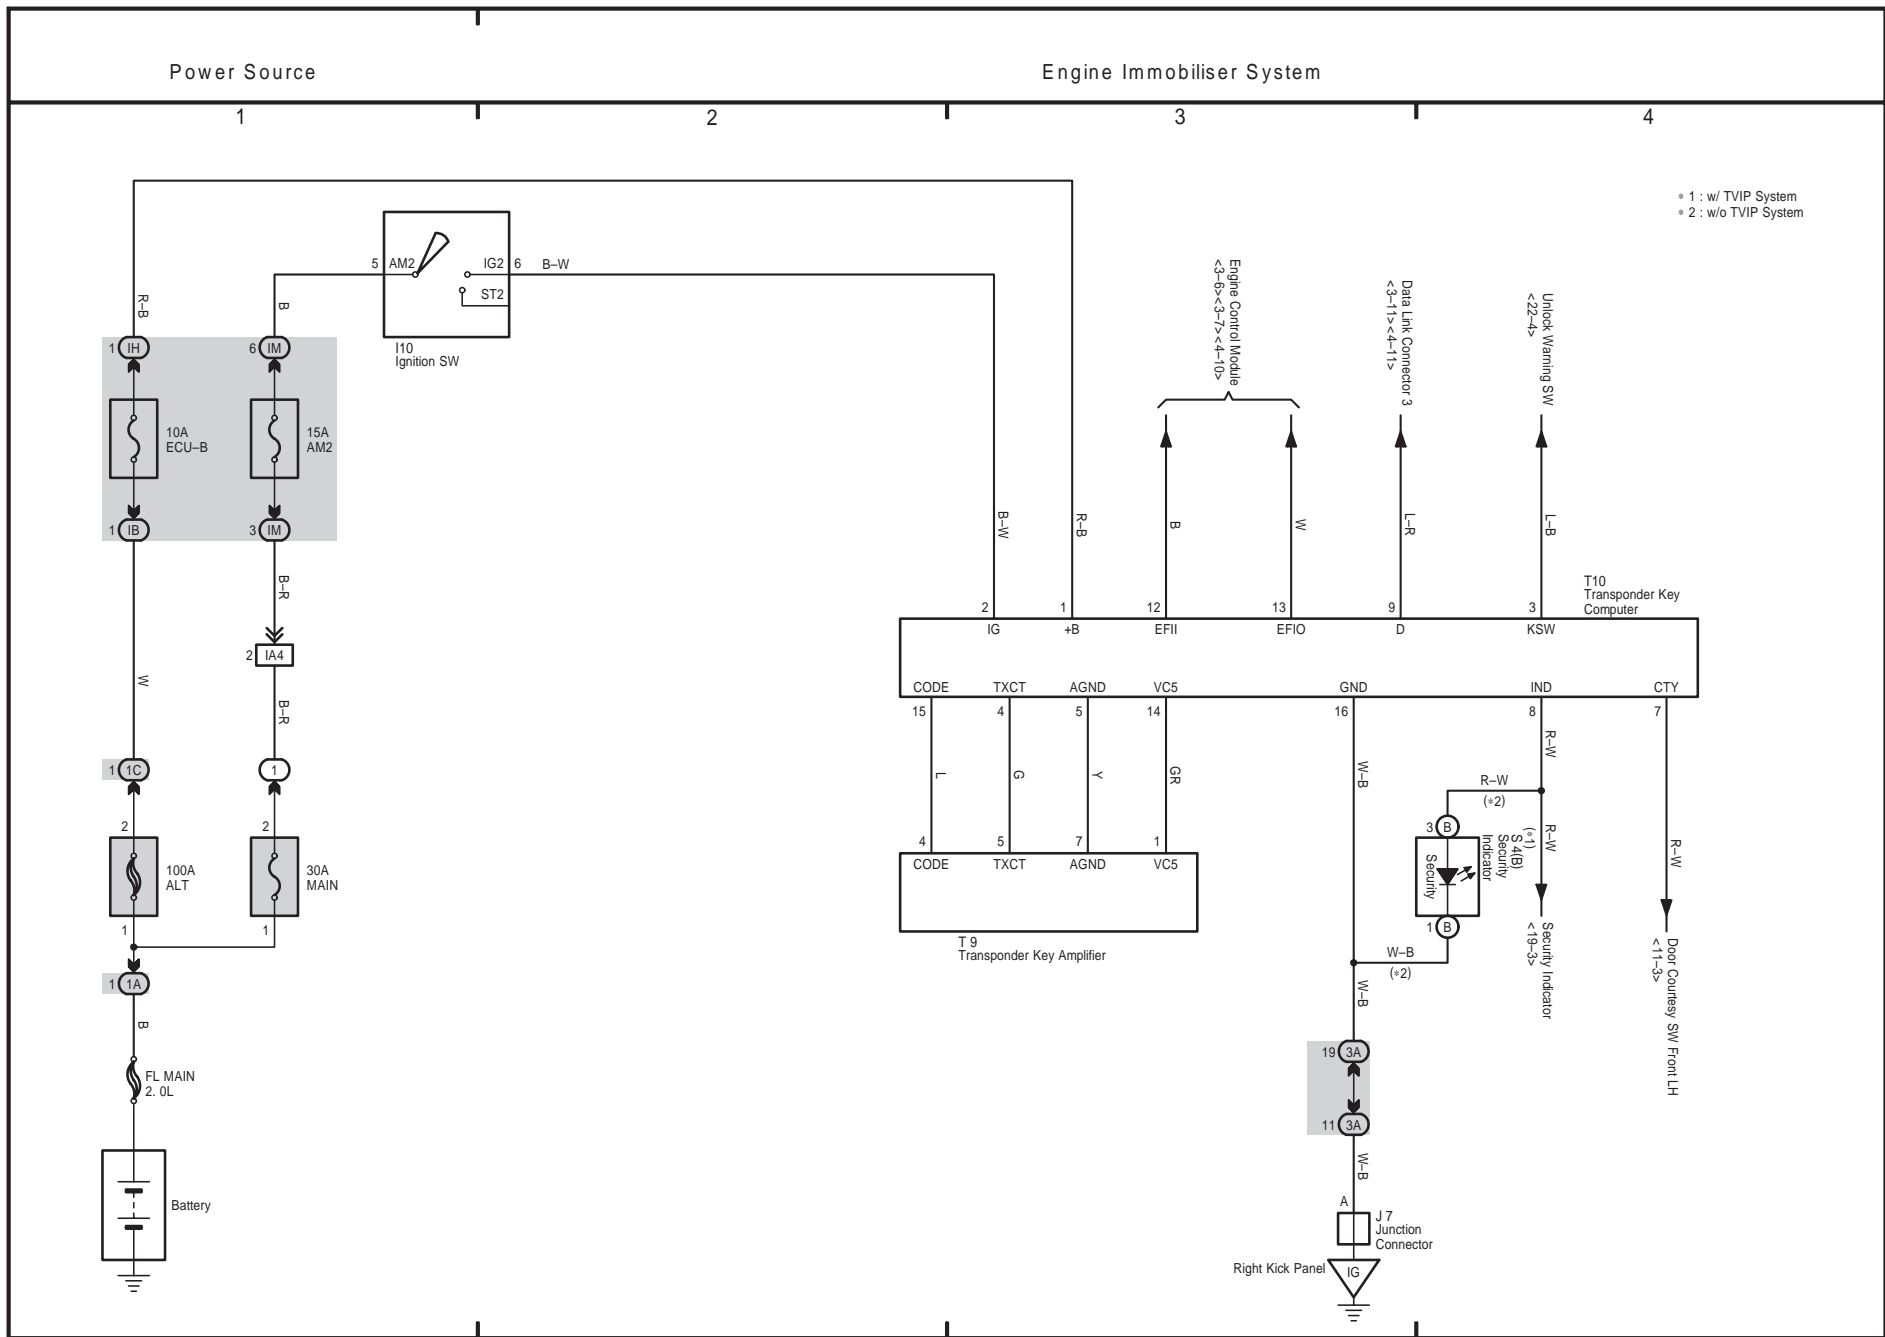 Power Source
Engine Immobiliser System
1
2
3
4
∗ 1 : w/ TVIP System
∗ 2 : w/o TVIP System
5
AM2
IG2
6
B–W
ST2
I10
Ignition SW
R–B
B
1
IH
6
IM
10A
ECU–B
15A
AM2
1
IB
3
IM
B–R
2
IA4
W
B–R
1
1C
1
2
2
100A
ALT
30A
MAIN
1
1
1
1A
B
FL MAIN
2. 0L
Battery
Engine Control Module
<3–6><3–7><4–10>
Data Link Connector 3
<3–11><4–11>
Unlock Warning SW
<22–4>
B–W
R–B
B
W
L–R
L–B
T10
Transponder Key
Computer
2
1
12
13
9
3
IG
+B
EFII
EFIO
D
KSW
CODE
TXCT
AGND
VC5
GND
IND
CTY
15
4
5
14
16
8
7
L
G
Y
GR
W–B
R–W
R–W
(∗2)
R–W
(∗1)
R–W
4
5
7
1
CODE
TXCT
AGND
VC5
T 9
Transponder Key Amplifier
3
B
S 4(B)
Security
Indicator
Security
1
B
W–B
(∗2)
Security Indicator
<19–3>
Door Courtesy SW Front LH
<11–3>
W–B
19
3A
11
3A
W–B
A
J 7
Junction
Connector
Right Kick Panel
IG